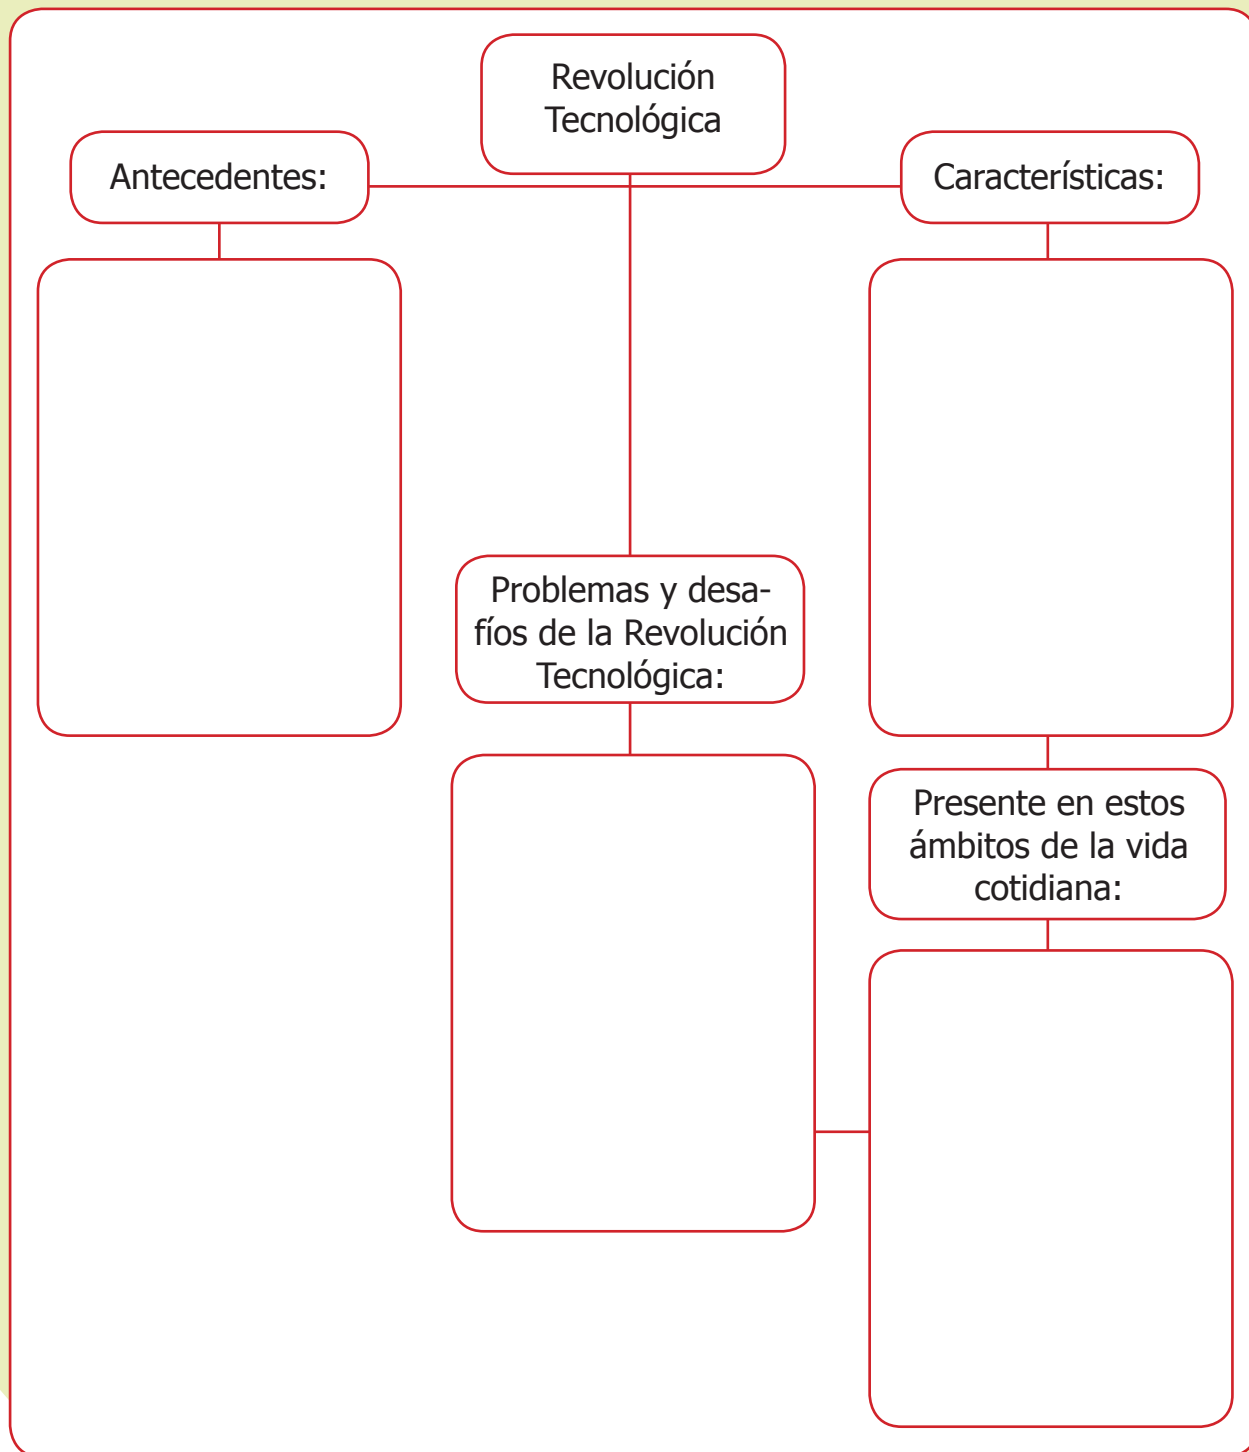 Revolución
Tecnológica
Antecedentes:
Características:
Problemas y desa-
fíos de la Revolución
Tecnológica:
Presente en estos
ámbitos de la vida
cotidiana: